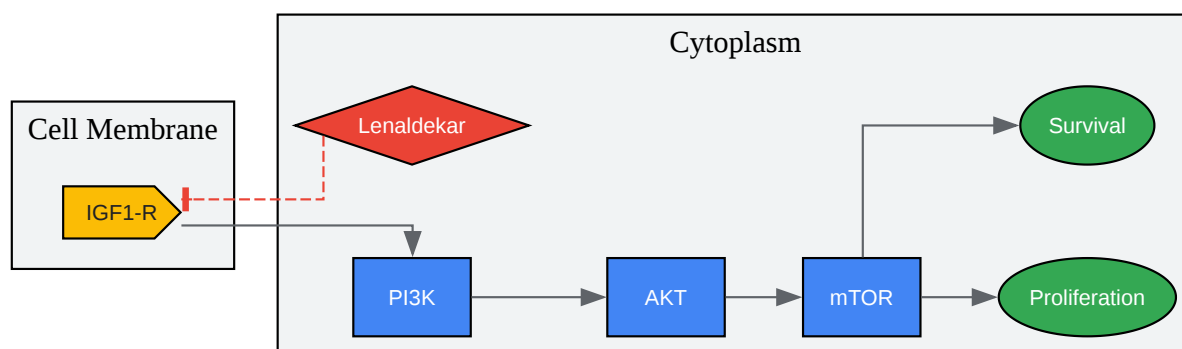 Cytoplasm
Cell Membrane
Lenaldekar
Survival
IGF1-R
PI3K
AKT
mTOR
Proliferation